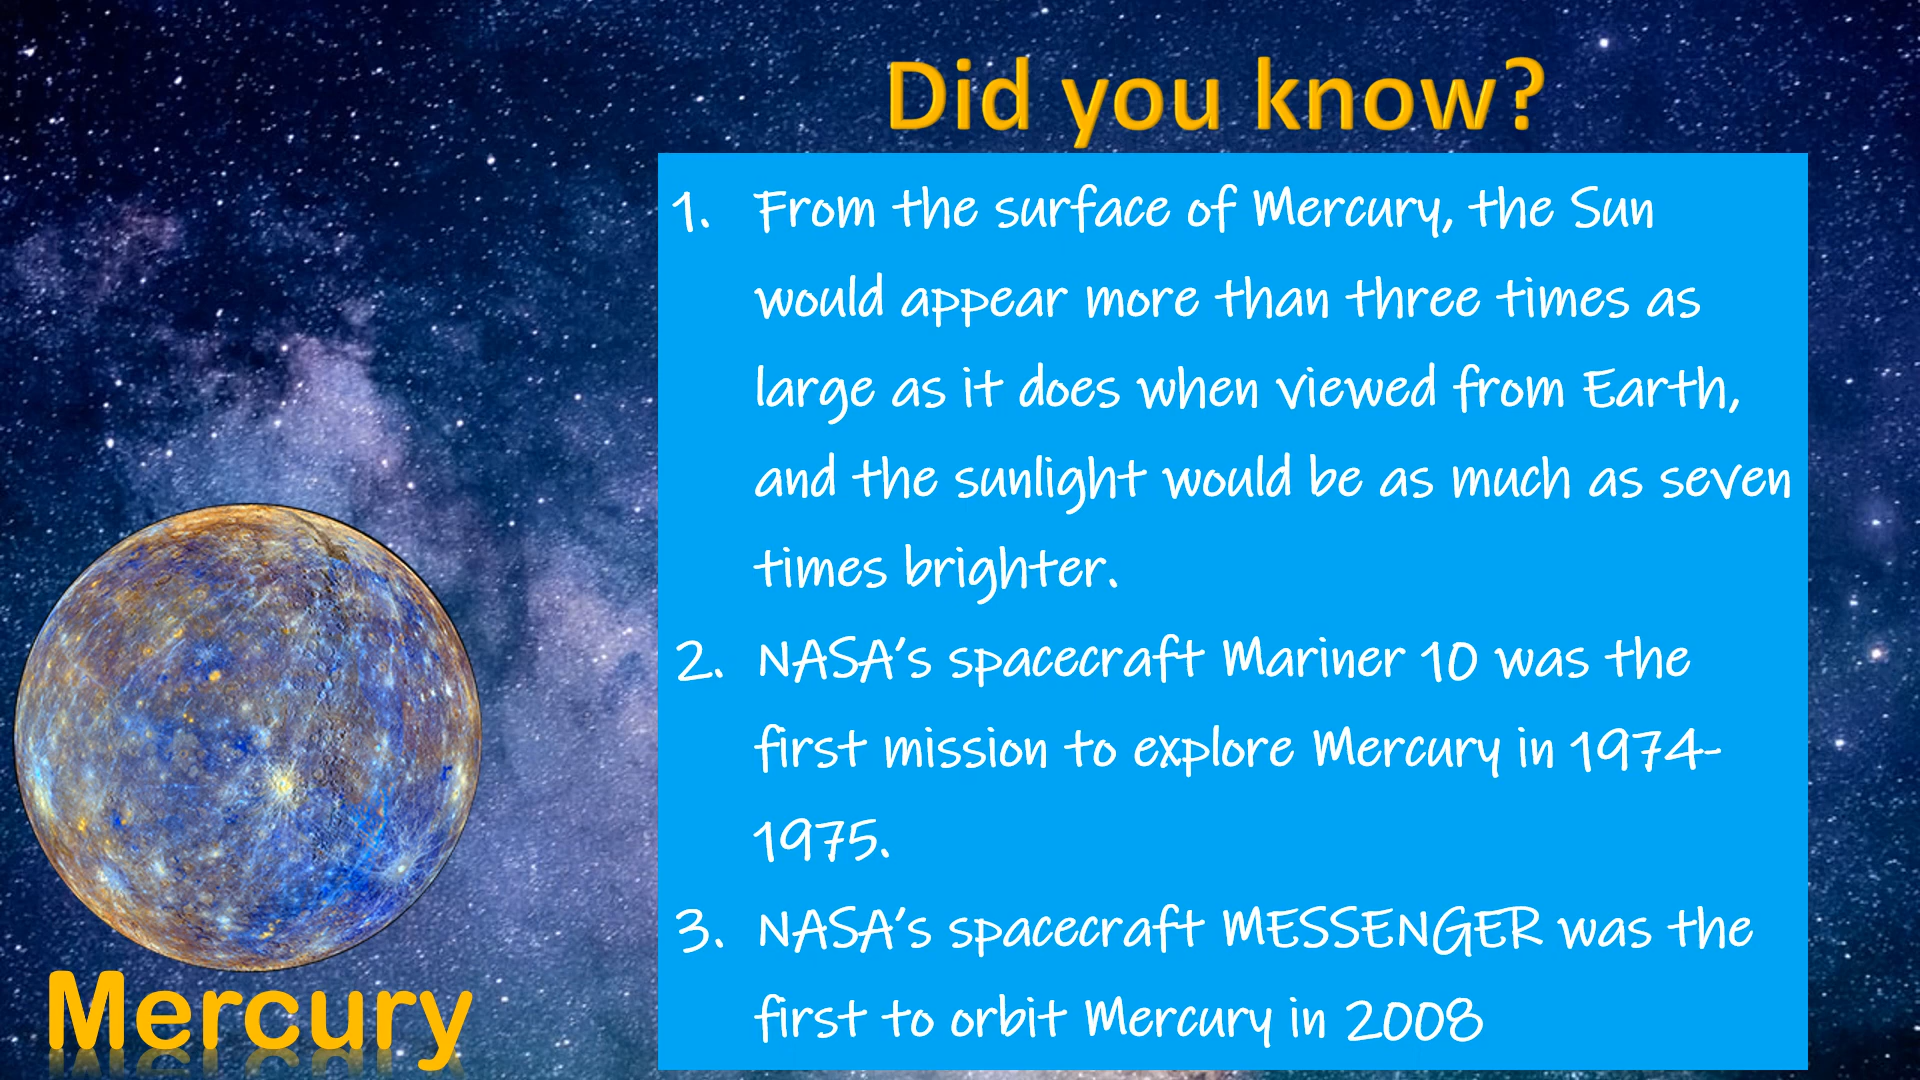 Did you know?
1. From the surface of Mercury, the Sun
would appear more than three times as
large as it does when viewed from Earth,
and the sunlight would be as much as seven
times brighter.
2. NASA's spacecraft Mariner 10 was the
first mission to explore Mercury in 1974-
1975.
3. NASA's spacecraft MESSENGER was the
first to orbit Mercury in 2008
Mercury